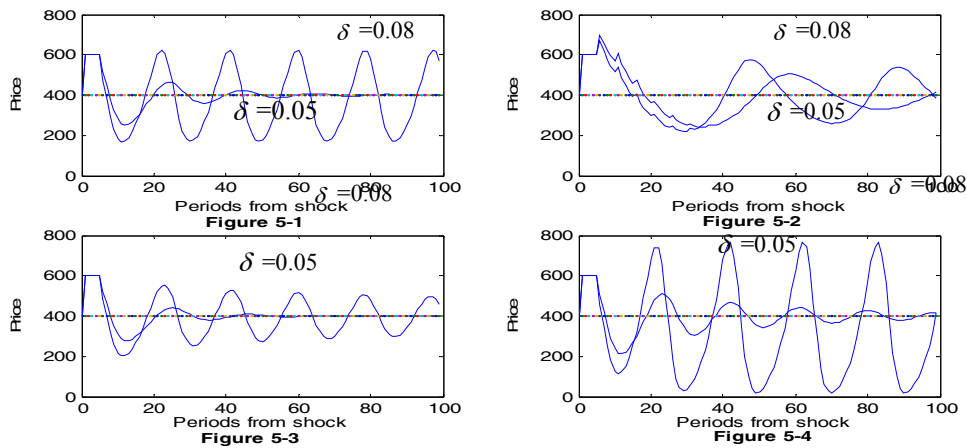 δ =0.08
800
600
400
200
0
Price
δ =0.05
0 20 40 60 80 100
Periods from shock
Figure 5-1
δ =0.08
800
600
400
200
0
Price
δ =0.05
0 20 40 60 80 100
Periods from shock
Figure 5-2
δ =0.08
800
600
400
200
0
Price
δ =0.05
0 20 40 60 80 100
Periods from shock
Figure 5-3
δ =0.08
800
600
400
200
0
Price
δ =0.05
0 20 40 60 80 100
Periods from shock
Figure 5-4